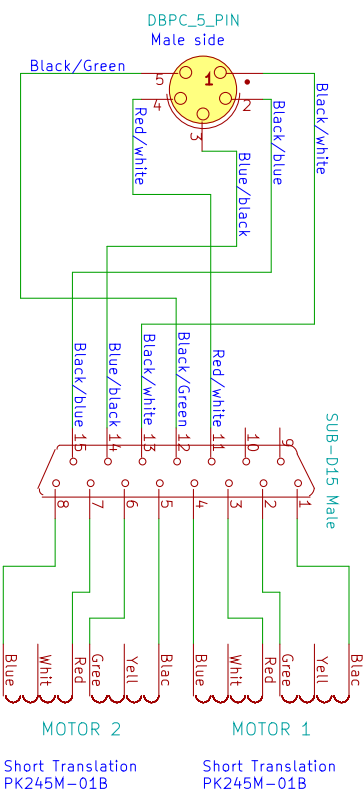 DBPC_5_PIN
Male side
Black/Green
5
1
4
2
3
Red/white
Blue/black
Black/blue
Black/white
Black/blue
Blue/black
Black/white
Black/Green
Red/white
15
14
13
12
11
10
9
SUB-D15 Male
8
7
6
5
4
3
2
1
Blue
Whit
Red
Gree
Yell
Blac
Blue
Whit
Red
Gree
Yell
Blac
MOTOR 2
MOTOR 1
Short Translation
PK245M-01B
Short Translation
PK245M-01B